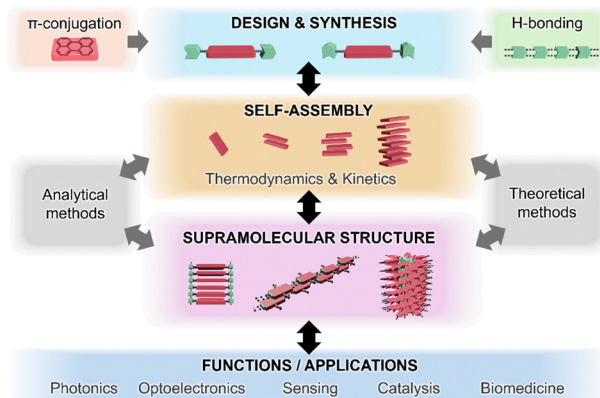 π-conjugation
DESIGN & SYNTHESIS
H-bonding
SELF-ASSEMBLY
Thermodynamics & Kinetics
Analytical
methods
Theoretical
methods
SUPRAMOLECULAR STRUCTURE
FUNCTIONS / APPLICATIONS
Photonics Optoelectronics Sensing Catalysis Biomedicine